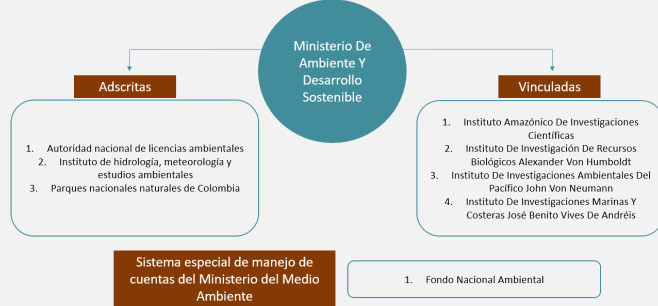 Ministerio De
Ambiente Y
Desarrollo
Sostenible
Adscritas
1. Autoridad nacional de licencias ambientales
2. Instituto de hidrología, meteorología y
estudios ambientales
3. Parques nacionales naturales de Colombia
Vinculadas
1. Instituto Amazónico De Investigaciones
Científicas
2. Instituto De Investigación De Recursos
Biológicos Alexander Von Humboldt
3. Instituto De Investigaciones Ambientales Del
Pacífico John Von Neumann
4. Instituto De Investigaciones Marinas Y
Costeras José Benito Vives De Andréis
Sistema especial de manejo de
cuentas del Ministerio del Medio
Ambiente
1. Fondo Nacional Ambiental